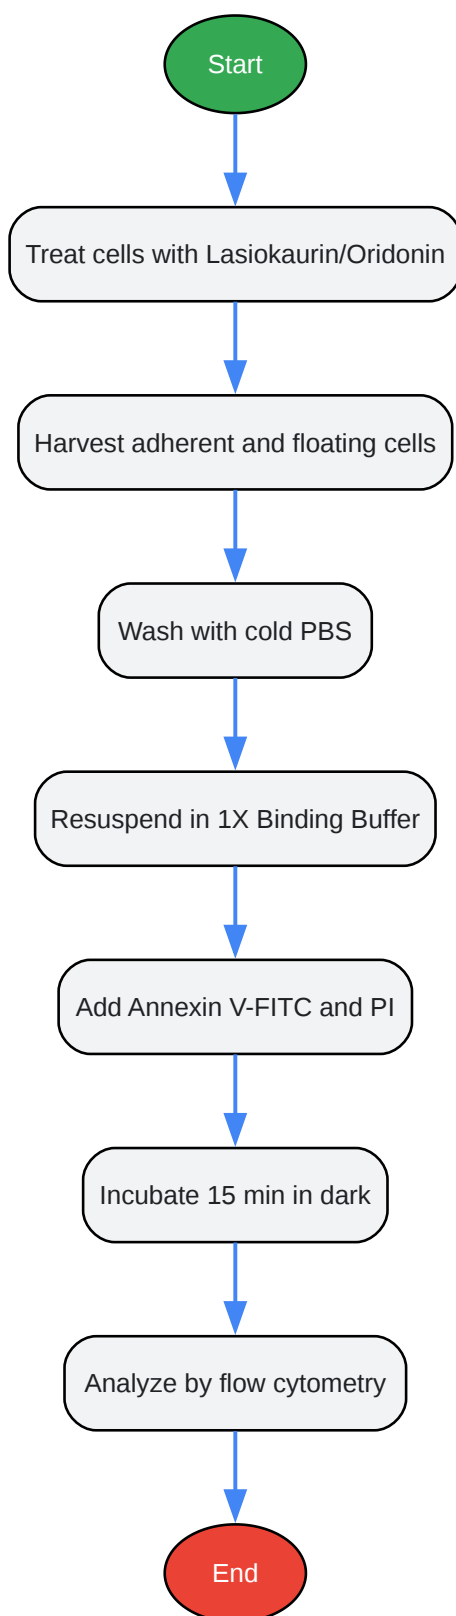 Start
Treat cells with Lasiokaurin/Oridonin
Harvest adherent and floating cells
Wash with cold PBS
Resuspend in 1X Binding Buffer
Add Annexin V-FITC and PI
Incubate 15 min in dark
Analyze by flow cytometry
End